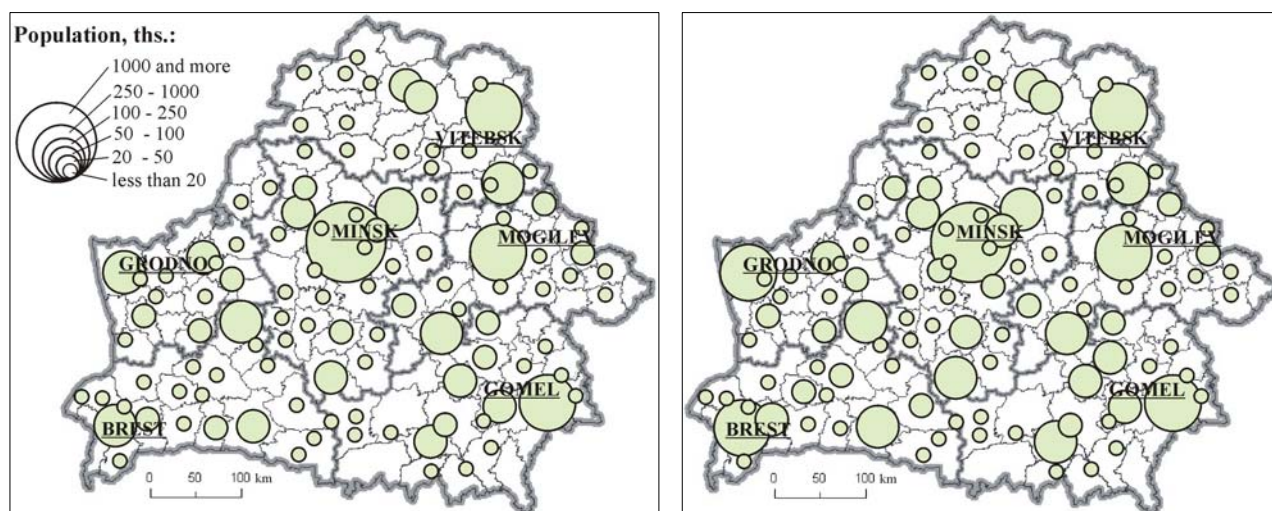 Population, ths.:
1000 and more
250 - 1000
100 - 250
50 - 100
20 - 50
less than 20
VITEBSK
MINSK
MOGILEV
GRODNO
GOMEL
BREST
0 50 100 km
VITEBSK
MINSK
MOGILEV
GRODNO
GOMEL
BREST
0 50 100 km